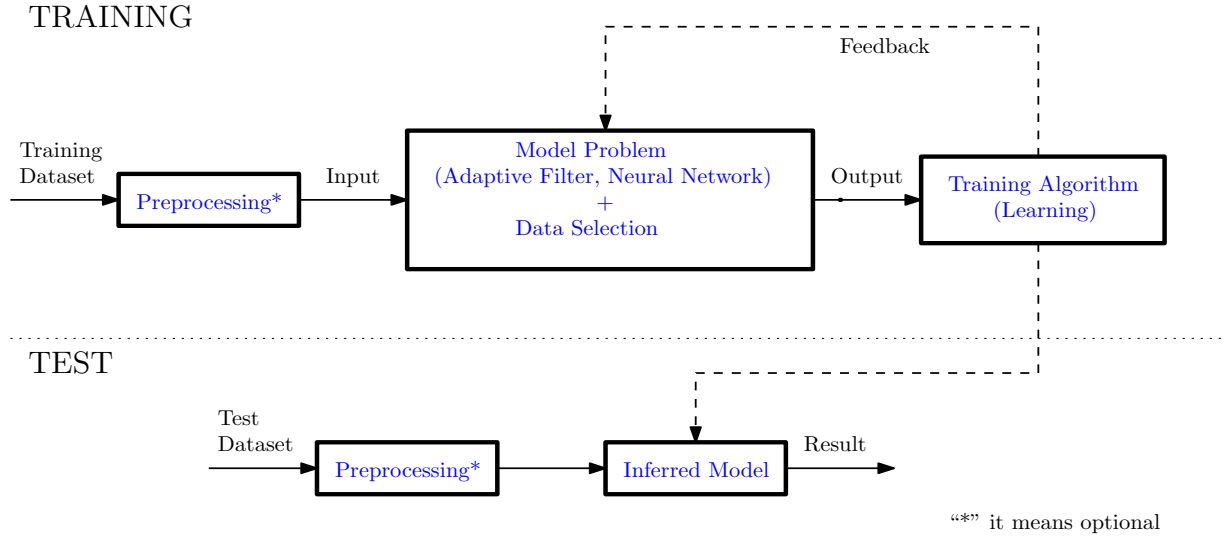 TRAINING
Feedback
Training
Dataset
Preprocessing*
Input
Model Problem
(Adaptive Filter, Neural Network)
+
Data Selection
Output
Training Algorithm
(Learning)
TEST
Test
Dataset
Preprocessing*
Inferred Model
Result
“*” it means optional